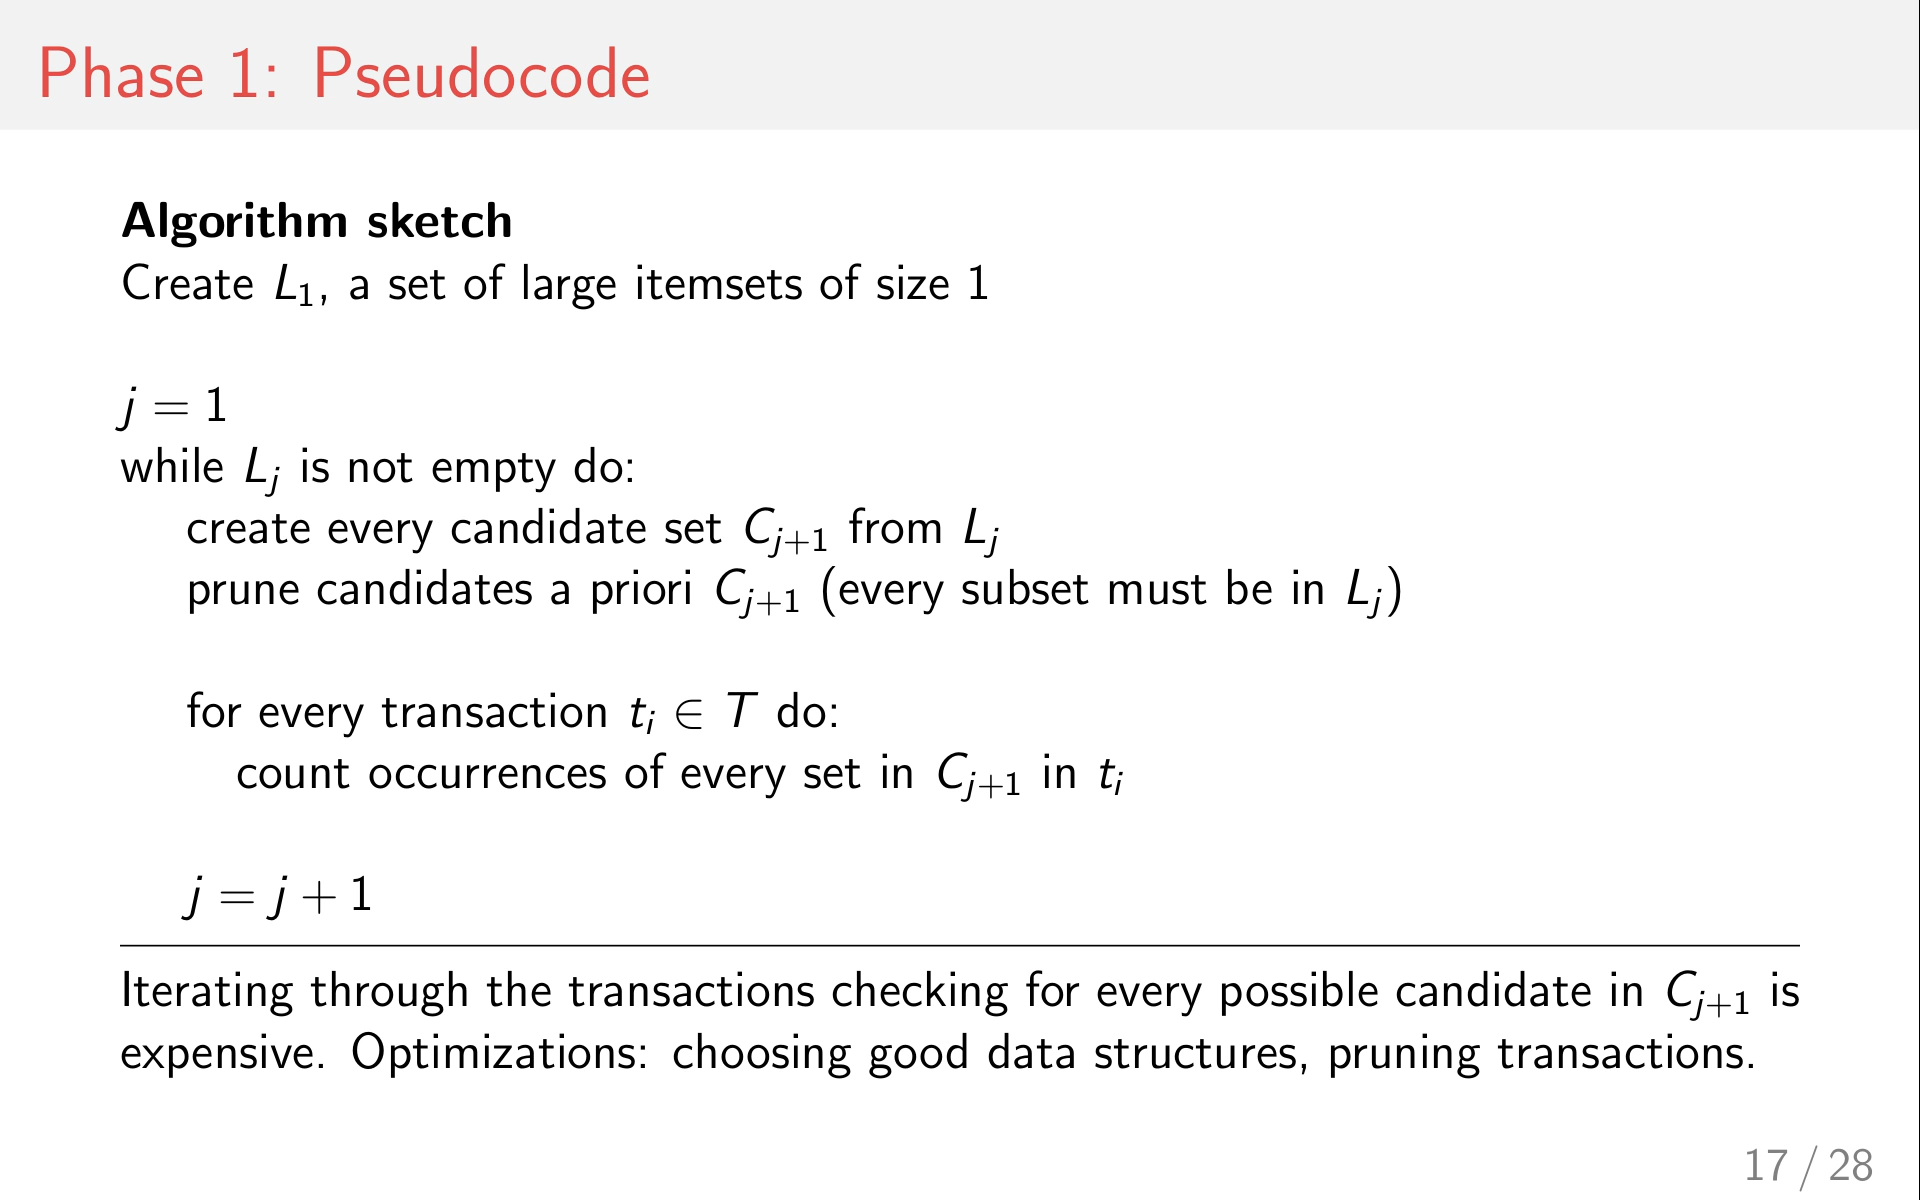 Phase 1: Pseudocode
Algorithm sketch
Create L₁, a set of large itemsets of size 1
j = 1
while Lⱼ is not empty do:
create every candidate set Cⱼ₊₁ from Lⱼ
prune candidates a priori Cⱼ₊₁ (every subset must be in Lⱼ)
for every transaction tᵢ ∈ T do:
count occurrences of every set in Cⱼ₊₁ in tᵢ
j = j + 1
Iterating through the transactions checking for every possible candidate in Cⱼ₊₁ is
expensive. Optimizations: choosing good data structures, pruning transactions.
17 / 28